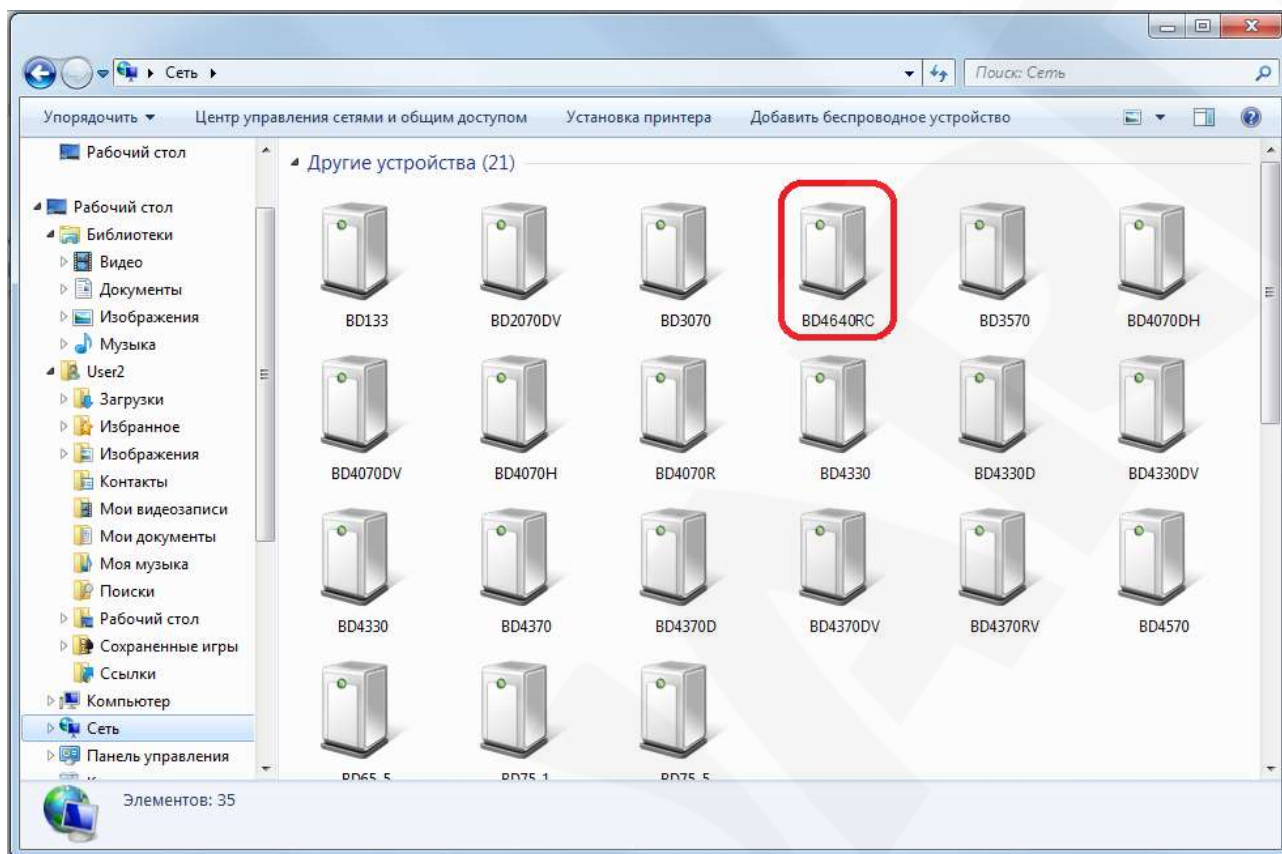 Сеть
Поиск: Сеть
Упорядочить
Центр управления сетями и общим доступом
Установка принтера
Добавить беспроводное устройство
Рабочий стол
Рабочий стол
Библиотеки
Видео
Документы
Изображения
Музыка
User2
Загрузки
Избранное
Изображения
Контакты
Мои видеозаписи
Мои документы
Моя музыка
Поиски
Рабочий стол
Сохраненные игры
Ссылки
Компьютер
Сеть
Панель управления
Другие устройства (21)
BD133 BD2070DV BD3070 BD4640RC BD3570 BD4070DH
BD4070DV BD4070H BD4070R BD4330 BD4330D BD4330DV
BD4330 BD4370 BD4370D BD4370DV BD4370RV BD4570
BD65_5 BD75_1 BD75_5
Элементов: 35